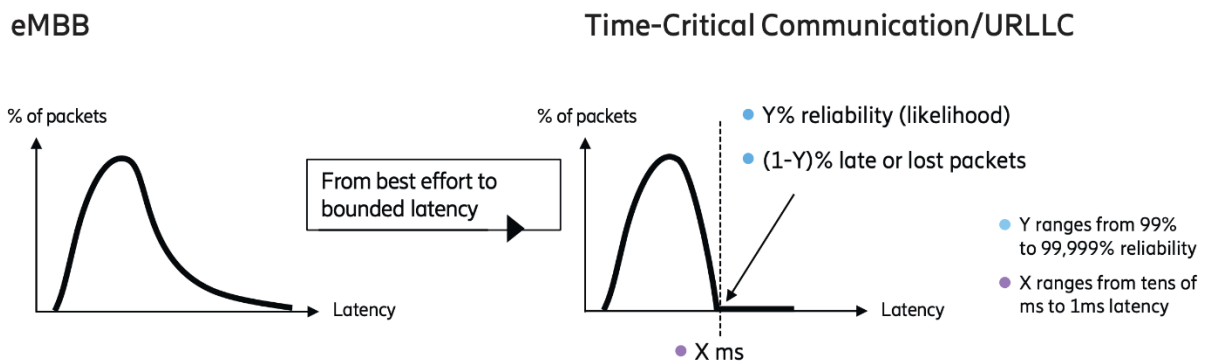 eMBB
Time-Critical Communication/URLLC
% of packets
From best effort to
bounded latency
Latency
% of packets
Y% reliability (likelihood)
(1-Y)% late or lost packets
Latency
X ms
Y ranges from 99%
to 99,999% reliability
X ranges from tens of
ms to 1ms latency